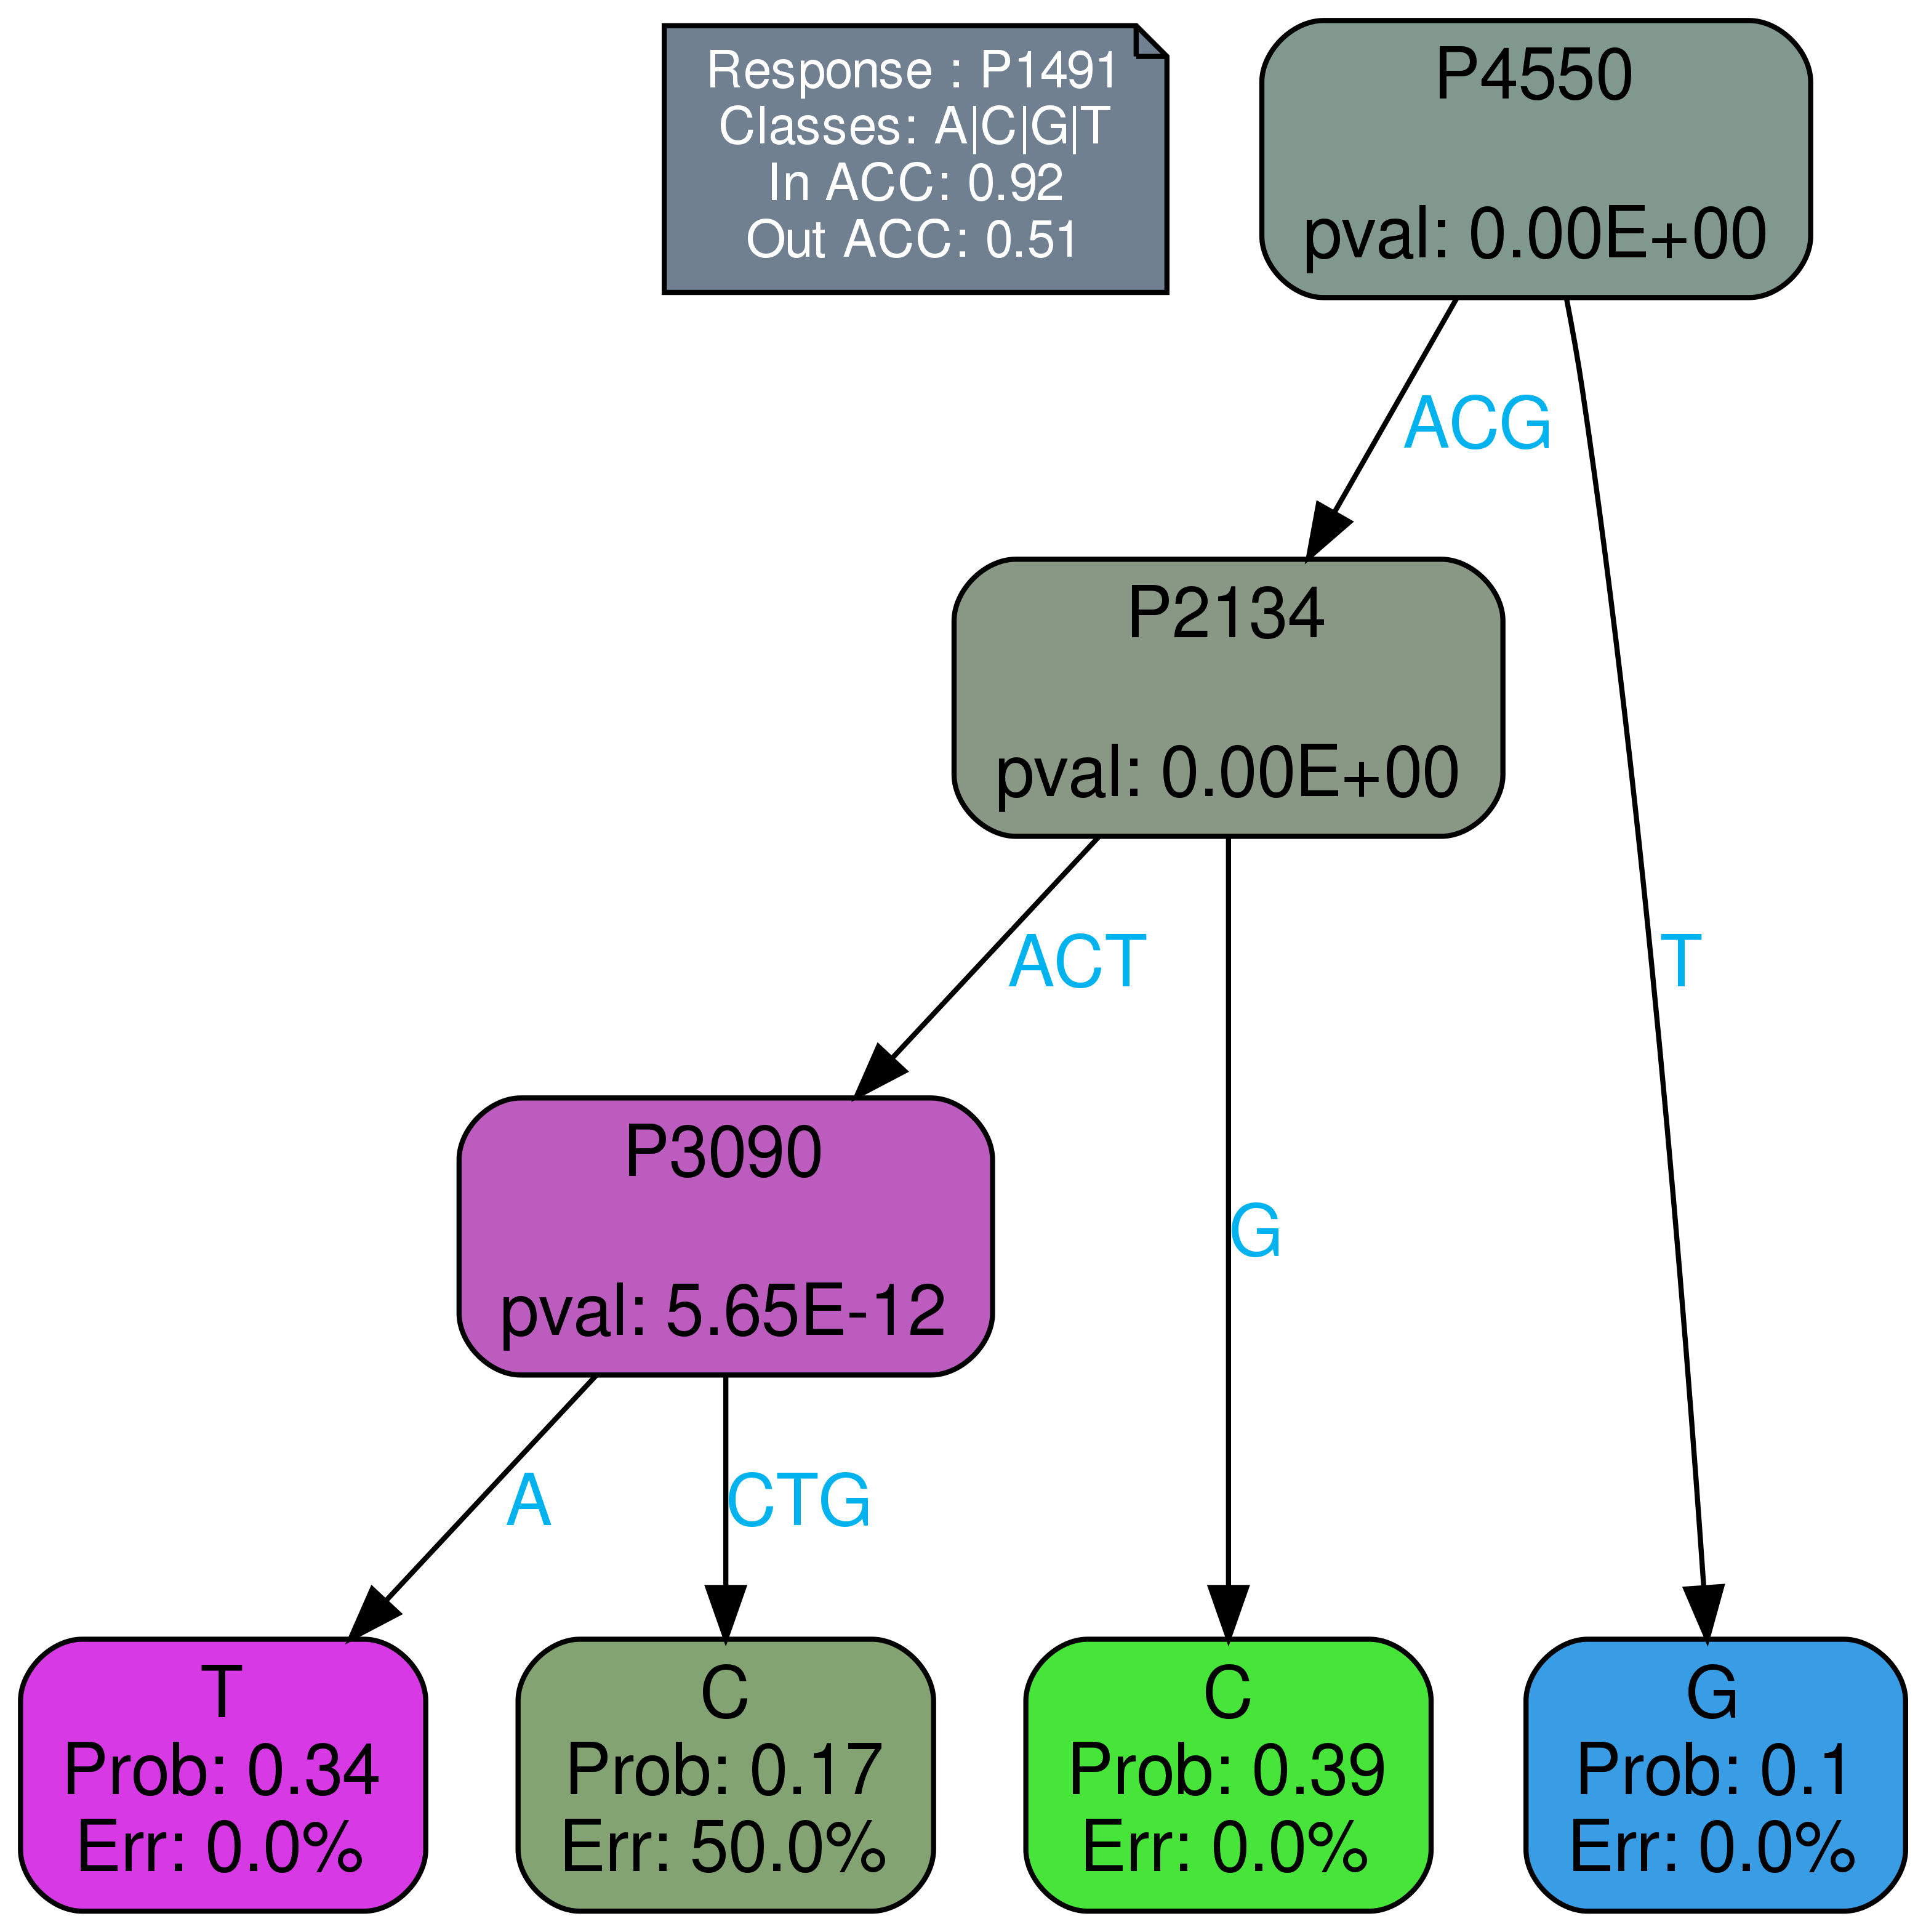 Response : P1491
Classes: A|C|G|T
In ACC: 0.92
Out ACC: 0.51
P4550
pval: 0.00E+00
ACG
P2134
pval: 0.00E+00
ACT
T
P3090
pval: 5.65E-12
G
A
CTG
T
Prob: 0.34
Err: 0.0%
C
Prob: 0.17
Err: 50.0%
C
Prob: 0.39
Err: 0.0%
G
Prob: 0.1
Err: 0.0%